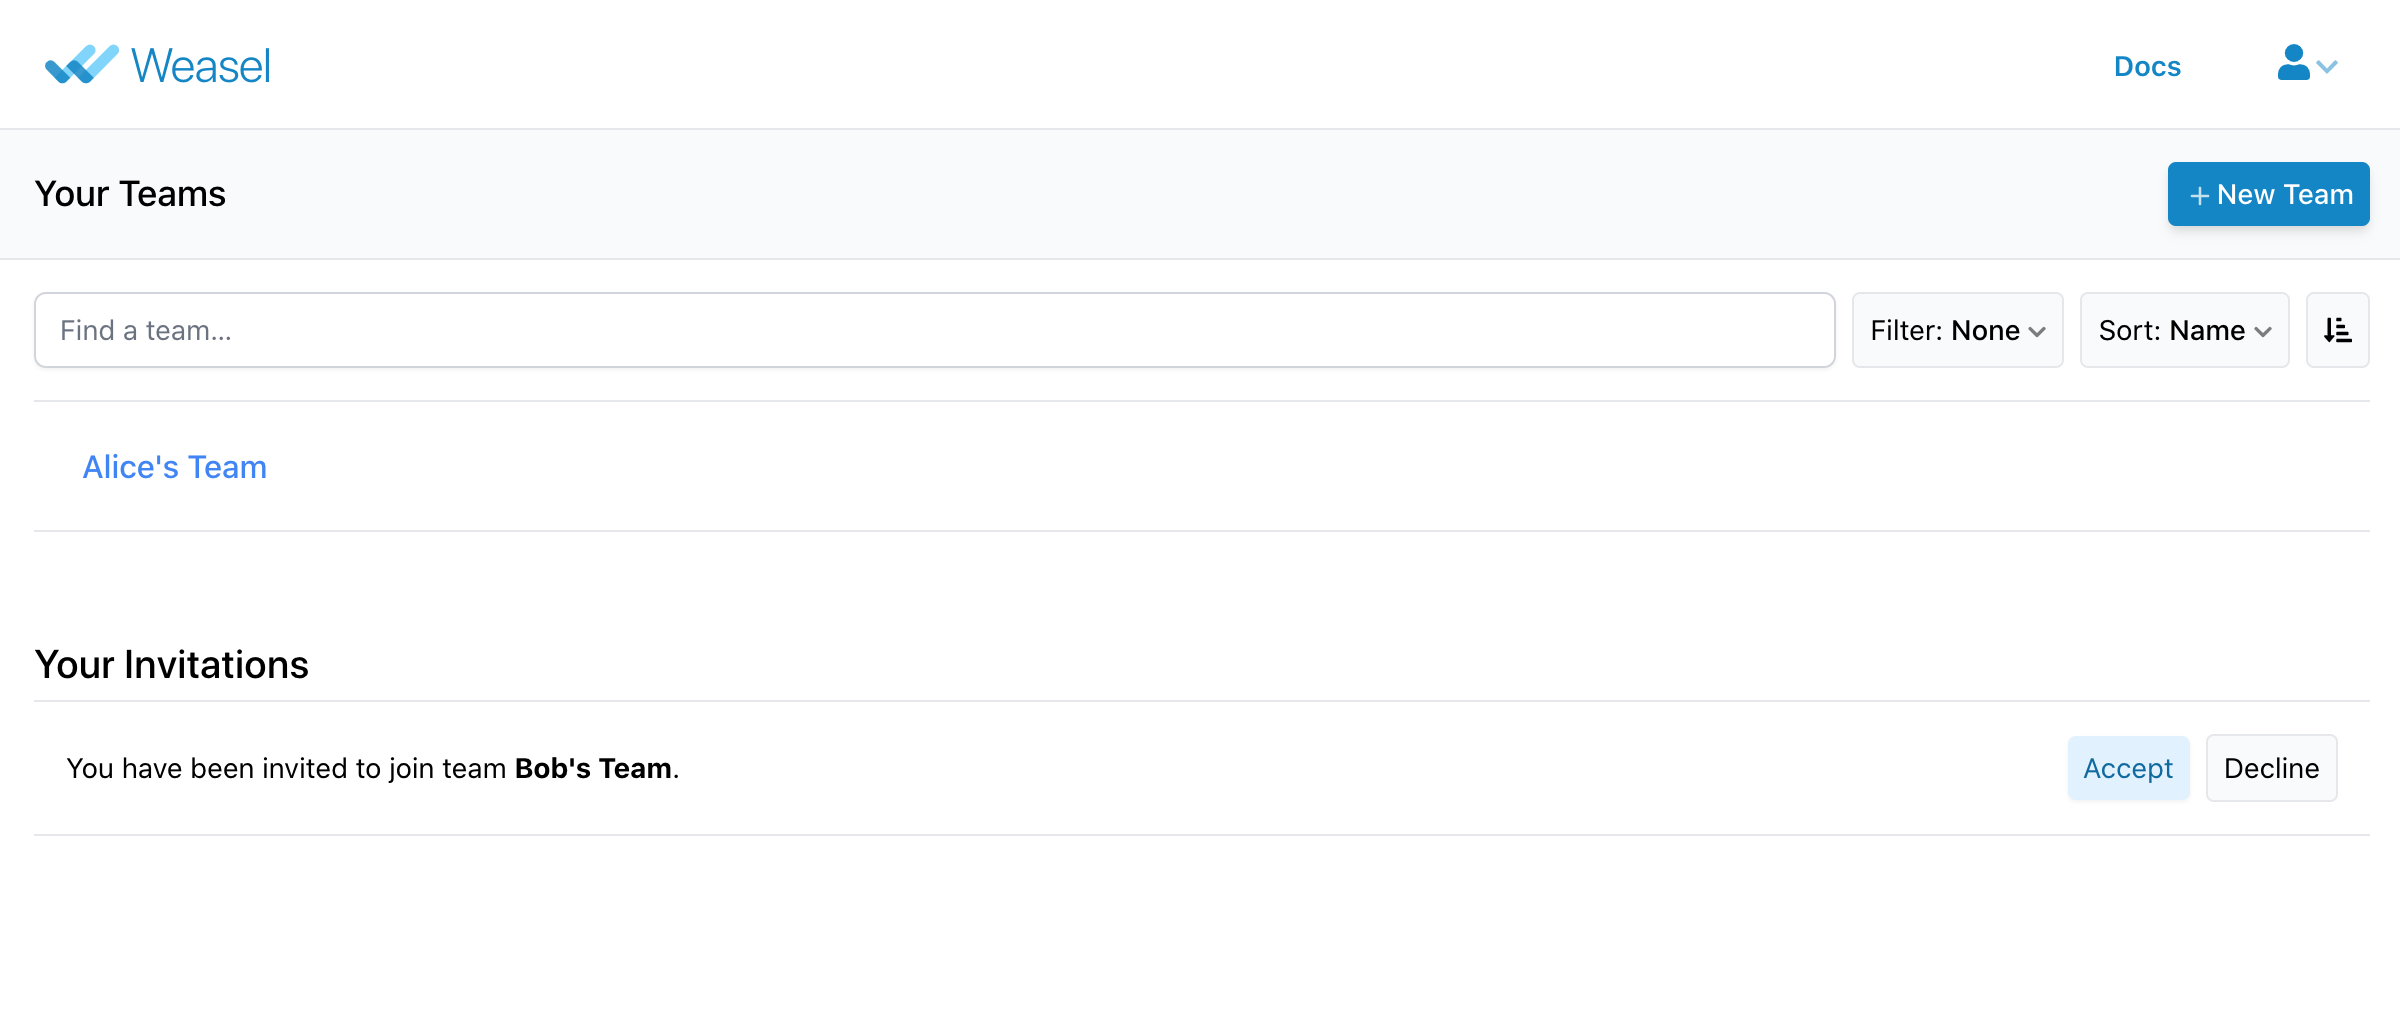 Weasel
Docs
Your Teams
+ New Team
Find a team...
Filter: None
Sort: Name
Alice's Team
Your Invitations
You have been invited to join team Bob's Team.
Accept
Decline